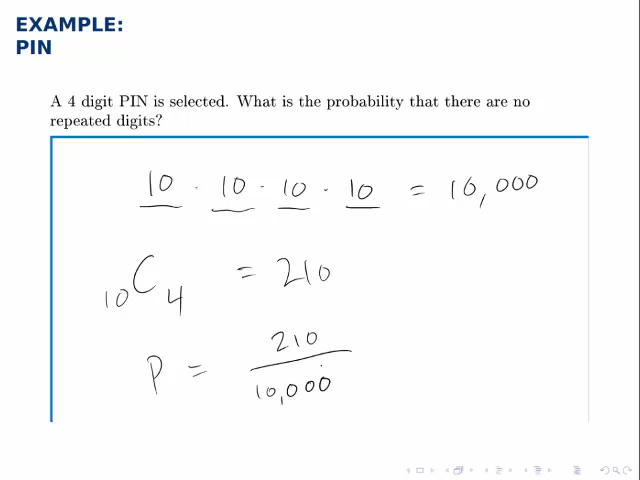 EXAMPLE:
PIN
A 4 digit PIN is selected. What is the probability that there are no
repeated digits?
10 · 10 · 10 · 10 = 10,000
₁₀C₄ = 210
P = 210/10,000